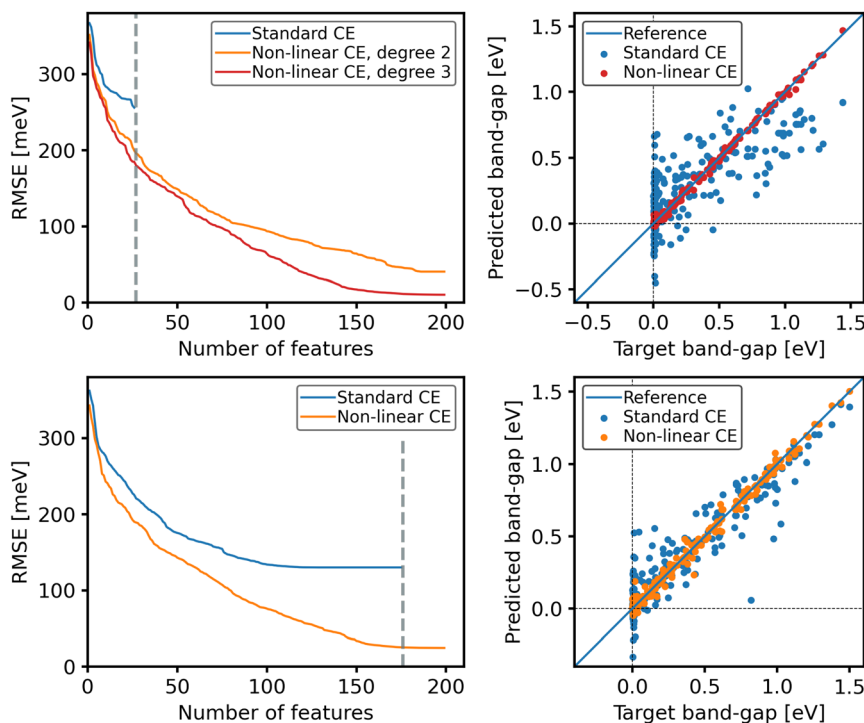 Standard CE
Non-linear CE, degree 2
Non-linear CE, degree 3
300
200
100
0
RMSE [meV]
0 50 100 150 200
Number of features
Reference
Standard CE
Non-linear CE
1.5
1.0
0.5
0.0
−0.5
Predicted band-gap [eV]
−0.5 0.0 0.5 1.0 1.5
Target band-gap [eV]
Standard CE
Non-linear CE
300
200
100
0
RMSE [meV]
0 50 100 150 200
Number of features
Reference
Standard CE
Non-linear CE
1.5
1.0
0.5
0.0
Predicted band-gap [eV]
0.0 0.5 1.0 1.5
Target band-gap [eV]